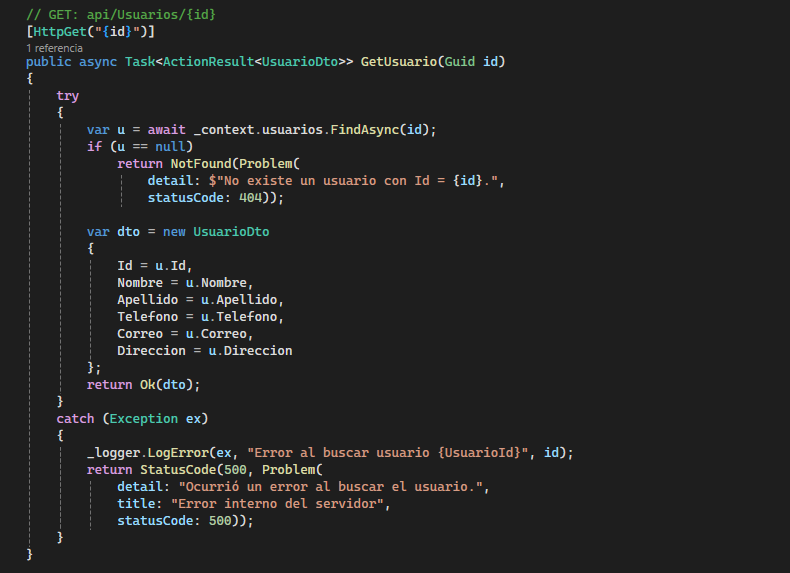 // GET: api/Usuarios/{id}
[HttpGet("{id}")]
1 referencia
public async Task<ActionResult<UsuarioDto>> GetUsuario(Guid id)
{
    try
    {
        var u = await _context.usuarios.FindAsync(id);
        if (u == null)
            return NotFound(Problem(
                detail: $"No existe un usuario con Id = {id}.",
                statusCode: 404));

        var dto = new UsuarioDto
        {
            Id = u.Id,
            Nombre = u.Nombre,
            Apellido = u.Apellido,
            Telefono = u.Telefono,
            Correo = u.Correo,
            Direccion = u.Direccion
        };
        return Ok(dto);
    }
    catch (Exception ex)
    {
        _logger.LogError(ex, "Error al buscar usuario {UsuarioId}", id);
        return StatusCode(500, Problem(
            detail: "Ocurrió un error al buscar el usuario.",
            title: "Error interno del servidor",
            statusCode: 500));
    }
}